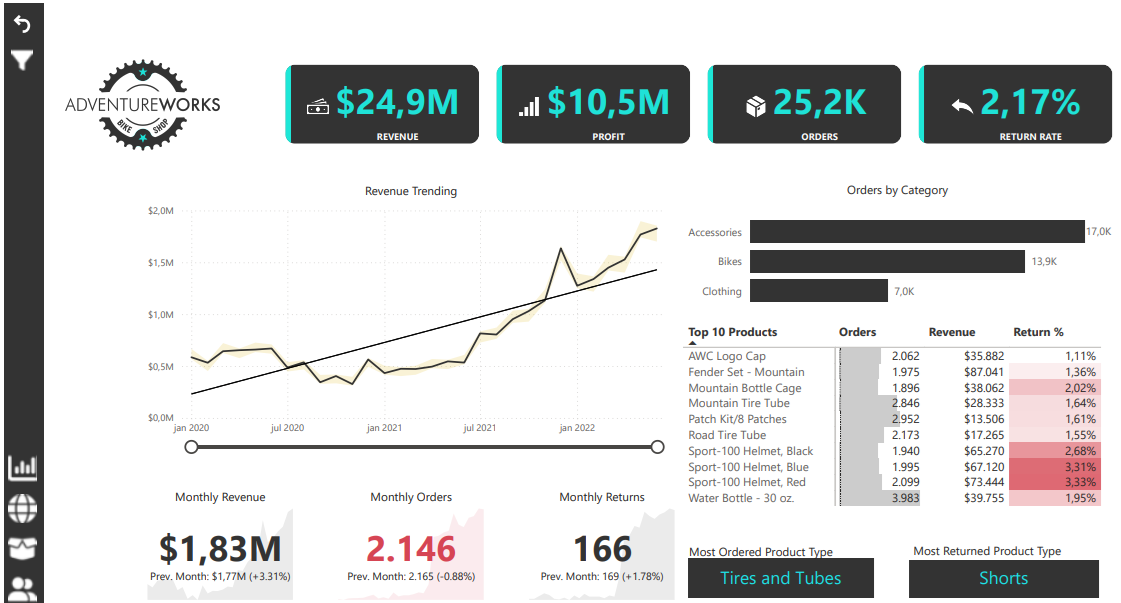 ADVENTUREWORKS
BIKE SHOP
$24,9M
REVENUE
$10,5M
PROFIT
25,2K
ORDERS
2,17%
RETURN RATE
Revenue Trending
$2,0M
$1,5M
$1,0M
$0,5M
$0,0M
jan 2020 jul 2020 jan 2021 jul 2021 jan 2022
Orders by Category
Accessories 17,0K
Bikes 13,9K
Clothing 7,0K
Top 10 Products Orders Revenue Return %
AWC Logo Cap 2.062 $35.882 1,11%
Fender Set - Mountain 1.975 $87.041 1,36%
Mountain Bottle Cage 1.896 $38.062 2,02%
Mountain Tire Tube 2.846 $28.333 1,64%
Patch Kit/8 Patches 2.952 $13.506 1,61%
Road Tire Tube 2.173 $17.265 1,55%
Sport-100 Helmet, Black 1.940 $65.270 2,68%
Sport-100 Helmet, Blue 1.995 $67.120 3,31%
Sport-100 Helmet, Red 2.099 $73.444 3,33%
Water Bottle - 30 oz. 3.983 $39.755 1,95%
Monthly Revenue
$1,83M
Prev. Month: $1,77M (+3.31%)
Monthly Orders
2.146
Prev. Month: 2.165 (-0.88%)
Monthly Returns
166
Prev. Month: 169 (+1.78%)
Most Ordered Product Type
Tires and Tubes
Most Returned Product Type
Shorts